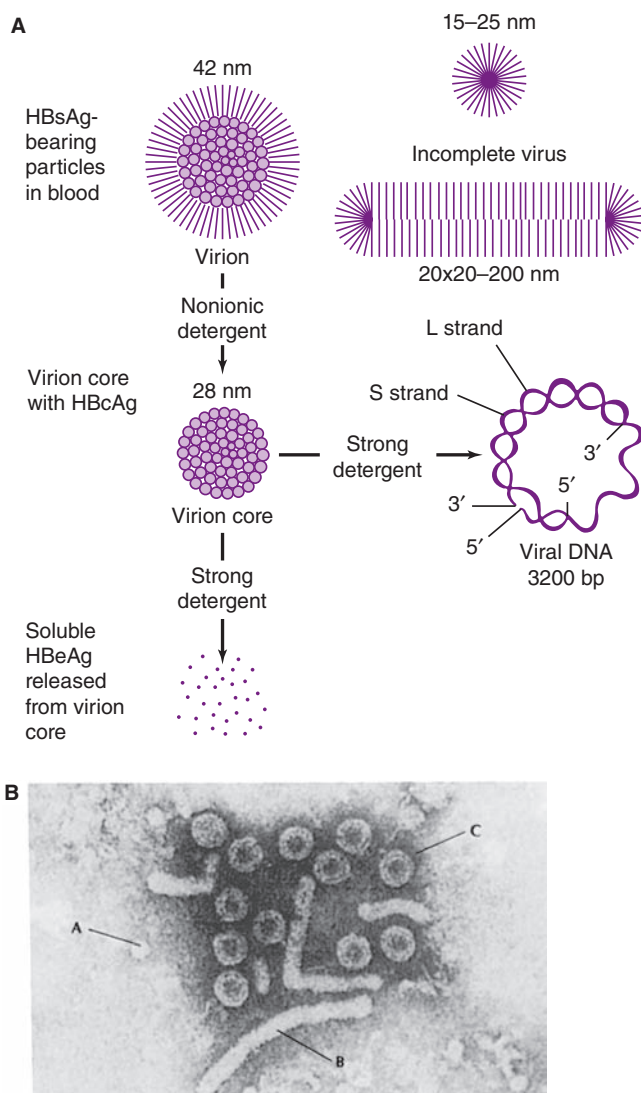 A
42 nm
15–25 nm
HBsAg-
bearing
particles
in blood
Incomplete virus
Virion
20x20–200 nm
Nonionic
detergent
Virion core
with HBcAg
28 nm
L strand
S strand
Strong
detergent
3′
5′
3′
5′
Virion core
Viral DNA
3200 bp
Strong
detergent
Soluble
HBeAg
released
from virion
core
B
C
A
B